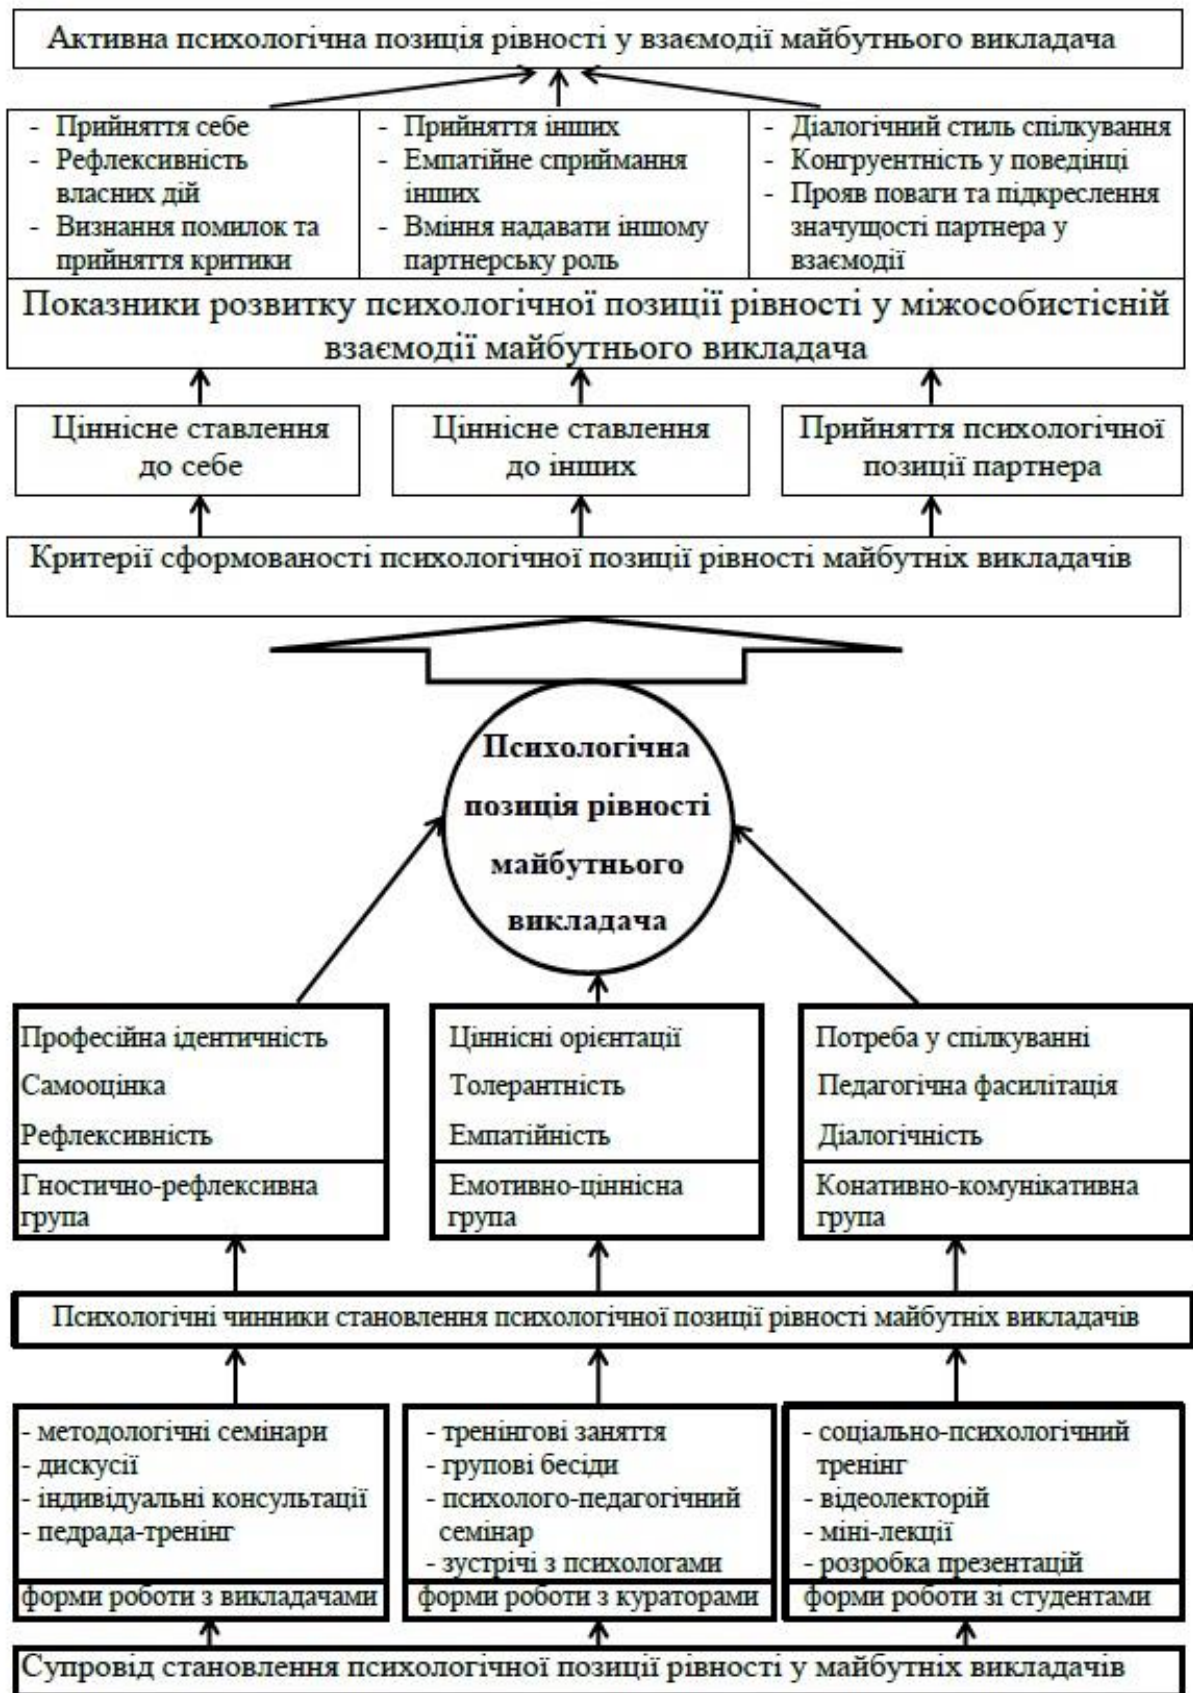 Активна психологічна позиція рівності у взаємодії майбутнього викладача
- Прийняття себе
- Рефлексивність
власних дій
- Визнання помилок та
прийняття критики
- Прийняття інших
- Емпатійне сприймання
інших
- Вміння надавати іншому
партнерську роль
- Діалогічний стиль спілкування
- Конгруентність у поведінці
- Прояв поваги та підкреслення
значущості партнера у
взаємодії
Показники розвитку психологічної позиції рівності у міжособистісній
взаємодії майбутнього викладача
Ціннісне ставлення
до себе
Ціннісне ставлення
до інших
Прийняття психологічної
позиції партнера
Критерії сформованості психологічної позиції рівності майбутніх викладачів
Психологічна
позиція рівності
майбутнього
викладача
Професійна ідентичність
Самооцінка
Рефлексивність
Гностично-рефлексивна
група
Ціннісні орієнтації
Толерантність
Емпатійність
Емотивно-ціннісна
група
Потреба у спілкуванні
Педагогічна фасилітація
Діалогічність
Конативно-комунікативна
група
Психологічні чинники становлення психологічної позиції рівності майбутніх викладачів
- методологічні семінари
- дискусії
- індивідуальні консультації
- педрада-тренінг
форми роботи з викладачами
- тренінгові заняття
- групові бесіди
- психолого-педагогічний
семінар
- зустрічі з психологами
форми роботи з кураторами
- соціально-психологічний
тренінг
- відеолекторій
- міні-лекції
- розробка презентацій
форми роботи зі студентами
Супровід становлення психологічної позиції рівності у майбутніх викладачів